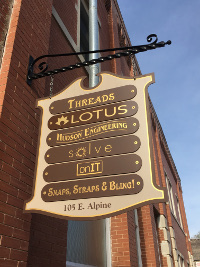 THREADS
LOTUS
HUDSON ENGINEERING
solve
onIT
SNAPS, STRAPS & BLING!
105 E. Alpine